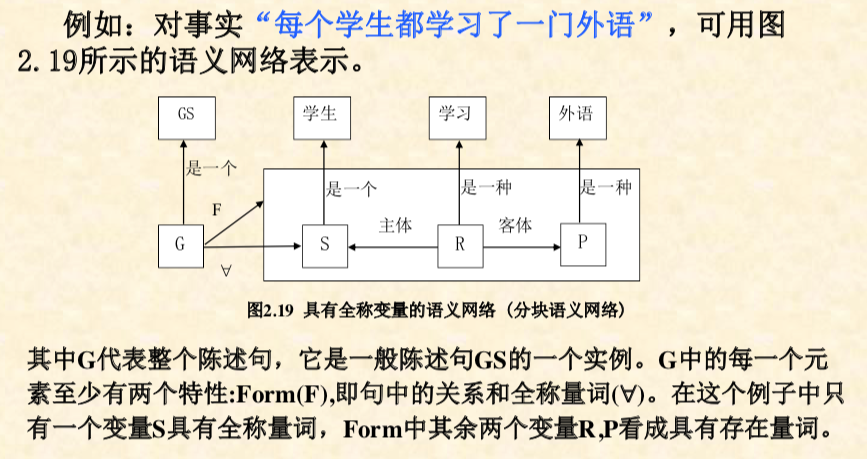 例如：对事实“每个学生都学习了一门外语”，可用图
2.19所示的语义网络表示。
GS 学生 学习 外语
是一个
是一个 是一种 是一种
F
主体 客体
G S R P
∀
图2.19 具有全称变量的语义网络（分块语义网络)
其中G代表整个陈述句，它是一般陈述句GS的一个实例。G中的每一个元
素至少有两个特性:Form(F),即句中的关系和全称量词(∀)。在这个例子中只
有一个变量S具有全称量词，Form中其余两个变量R,P看成具有存在量词。